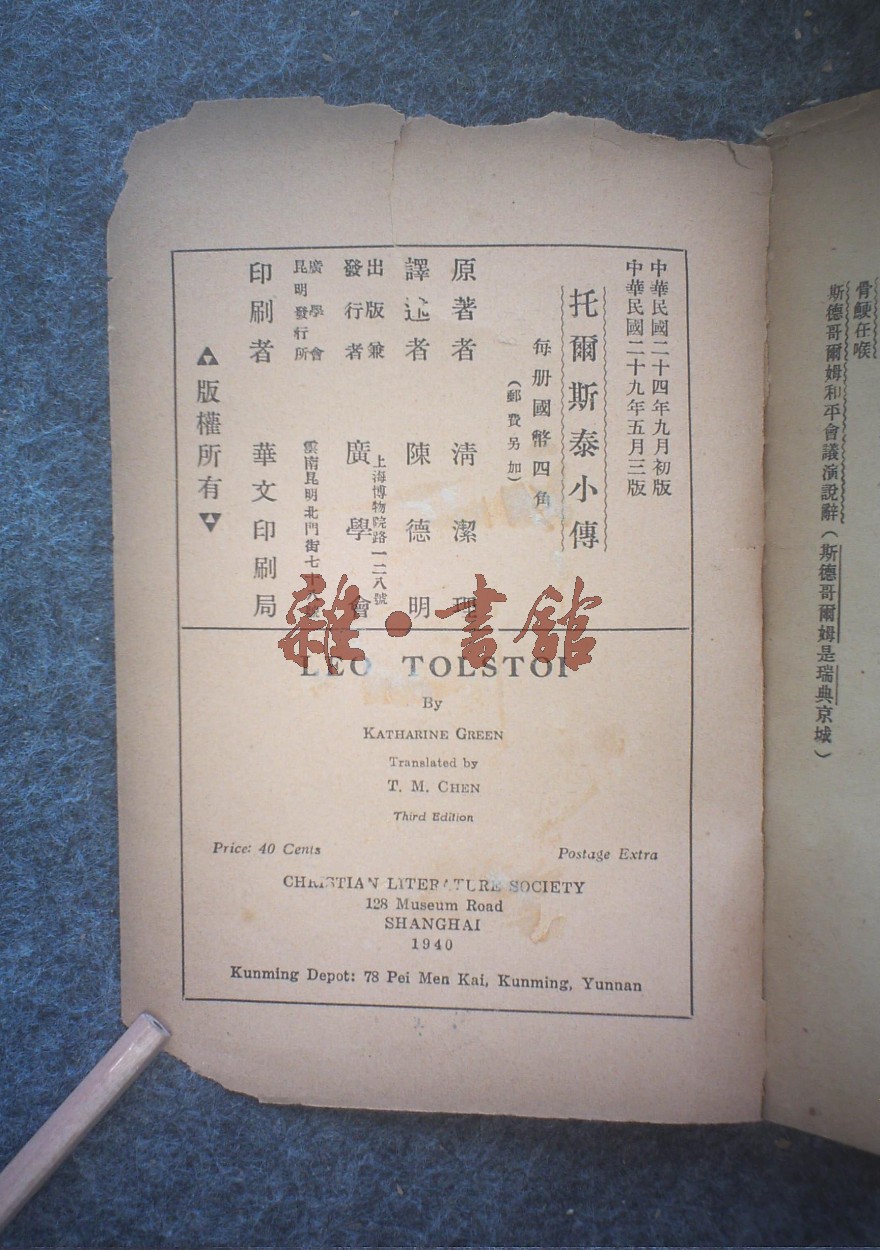 骨鯁在喉
斯德哥爾姆和平會議演說辭（斯德哥爾姆是瑞典京城）
中華民國二十四年九月初版
中華民國二十九年五月三版
托爾斯泰小傳
每册國幣四角
（郵費另加）
原著者 清潔理
譯述者 陳德明
出版兼發行者 廣學會
上海博物院路一二八號
廣學會昆明發行所 雲南昆明北門街七十八號
印刷者 華文印刷局
版權所有
雜·書館
LEO TOLSTOI
By
KATHARINE GREEN
Translated by
T. M. CHEN
Third Edition
Price: 40 Cents Postage Extra
CHRISTIAN LITERATURE SOCIETY
128 Museum Road
SHANGHAI
1940
Kunming Depot: 78 Pei Men Kai, Kunming, Yunnan